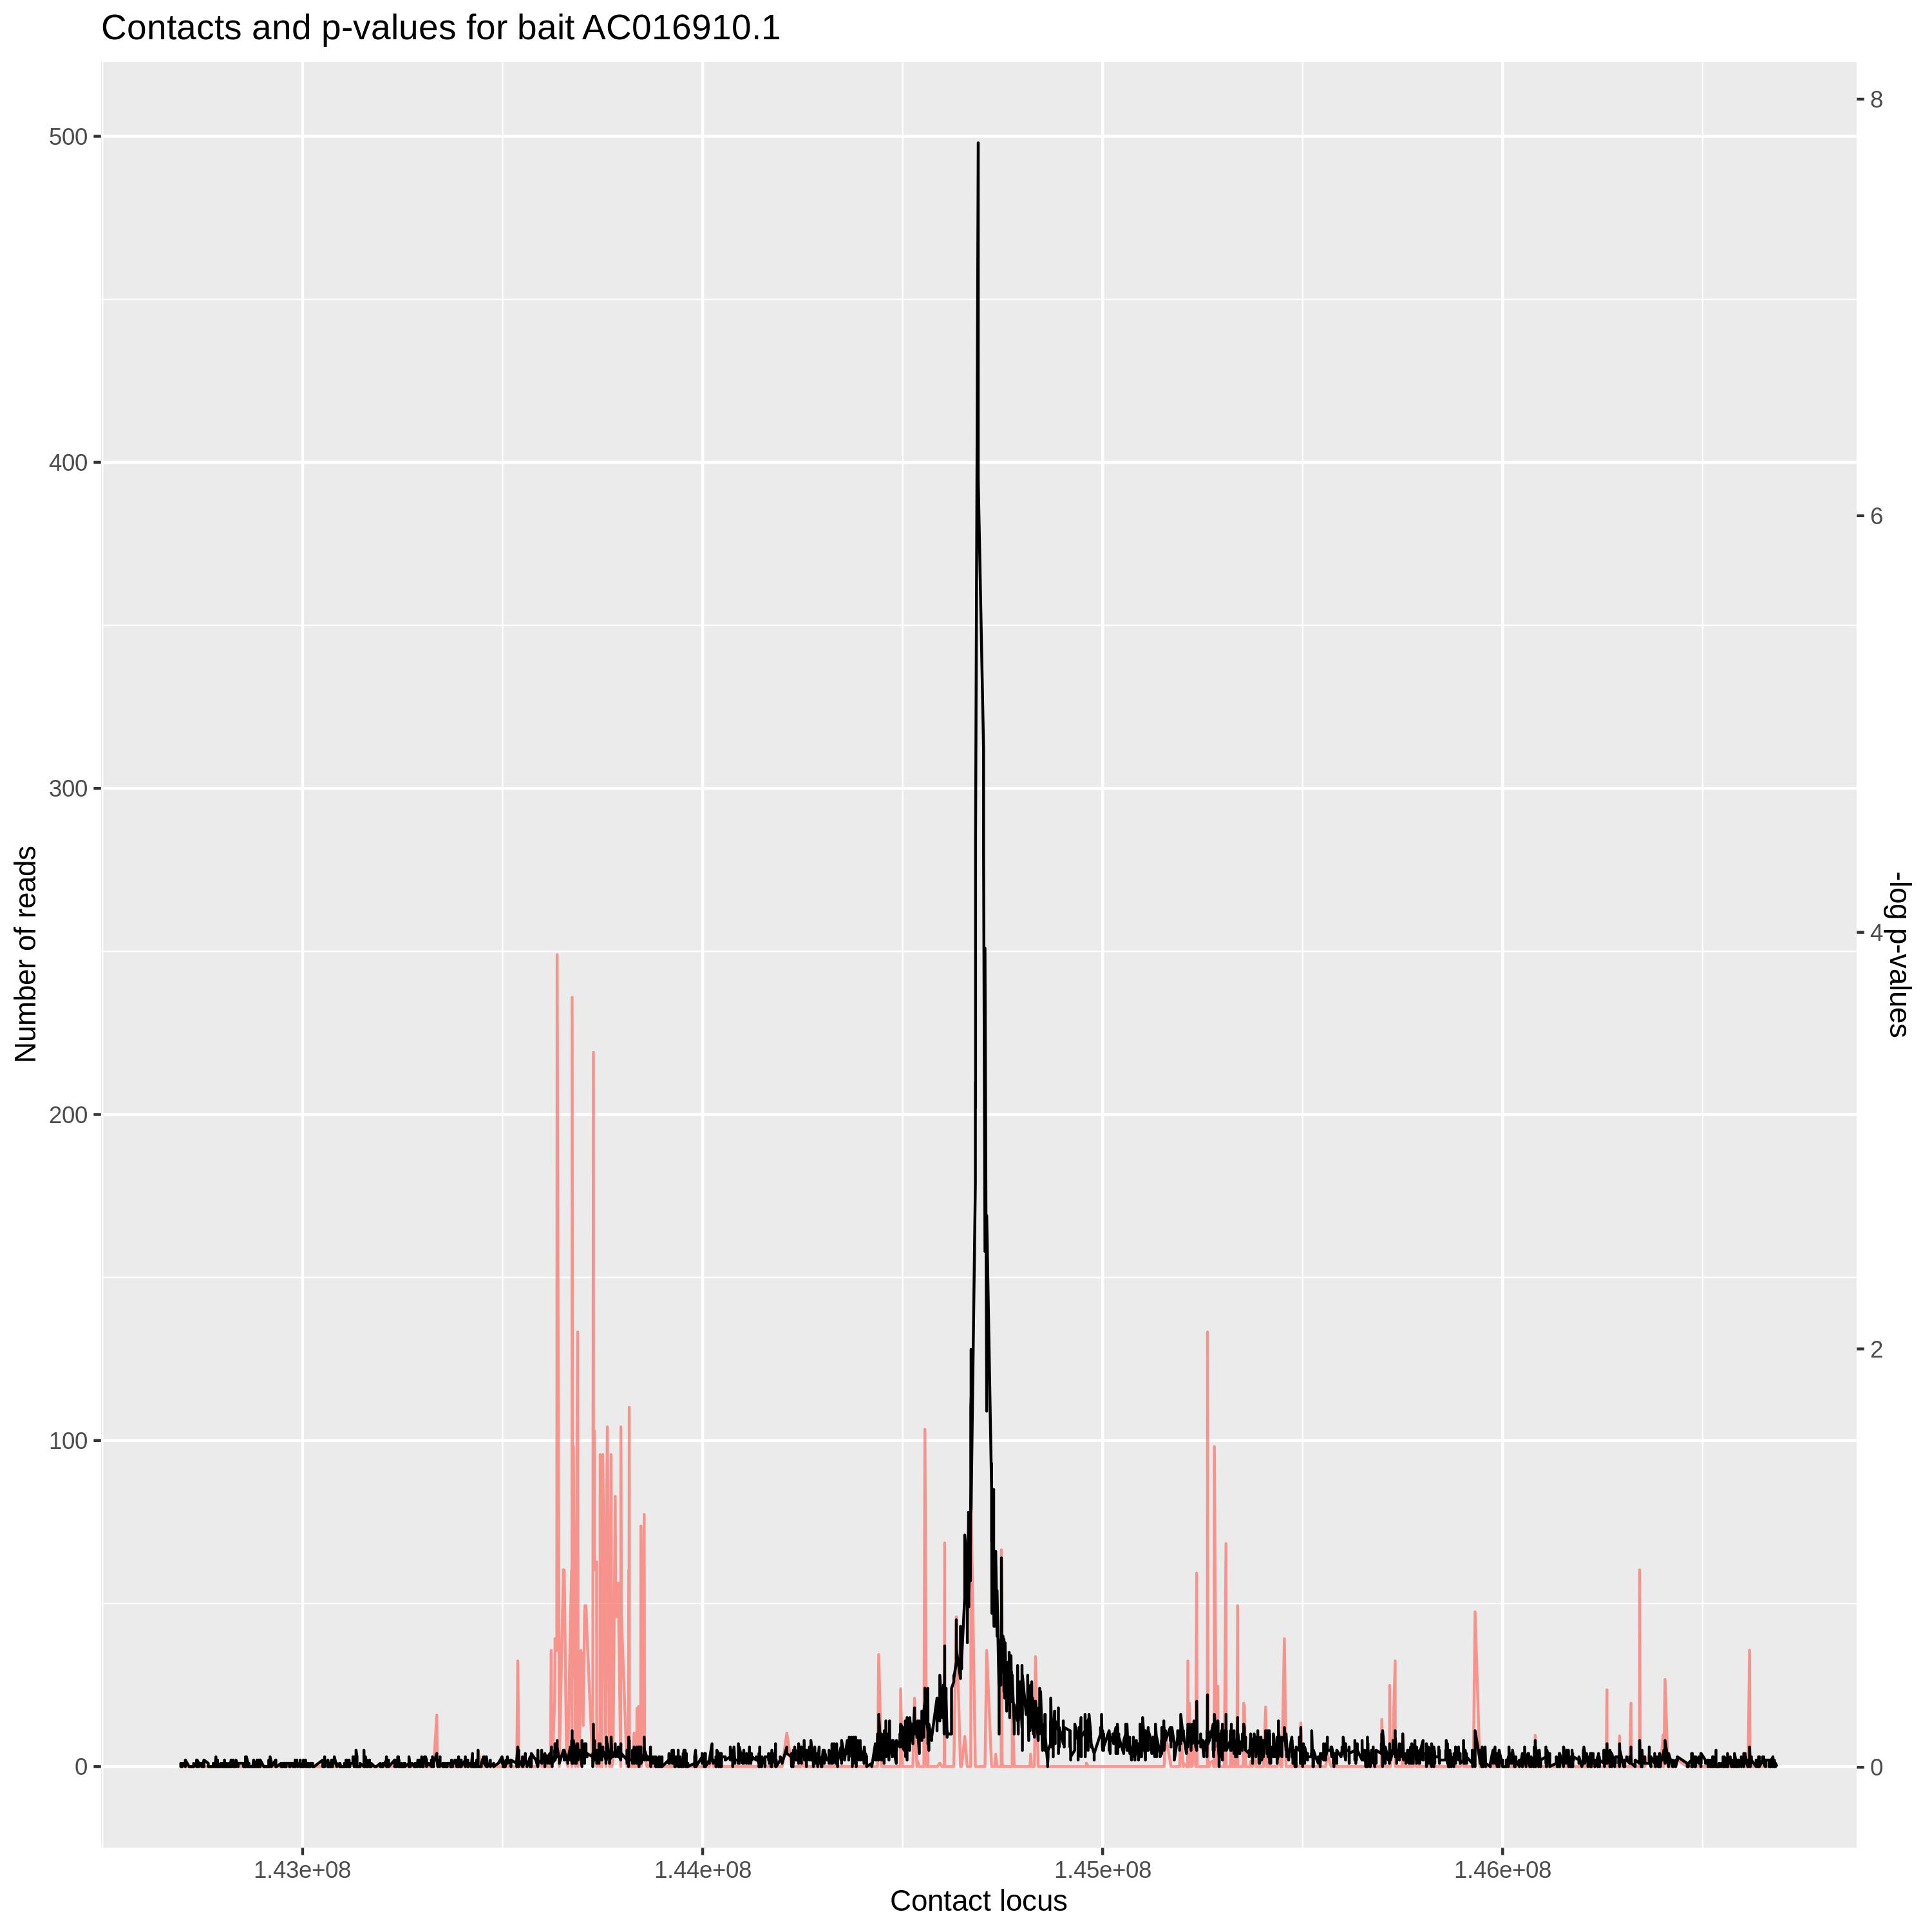 Contacts and p-values for bait AC016910.1
500
400
300
200
100
0
Number of reads
8
6
4
2
0
-log p-values
1.43e+08
1.44e+08
1.45e+08
1.46e+08
Contact locus